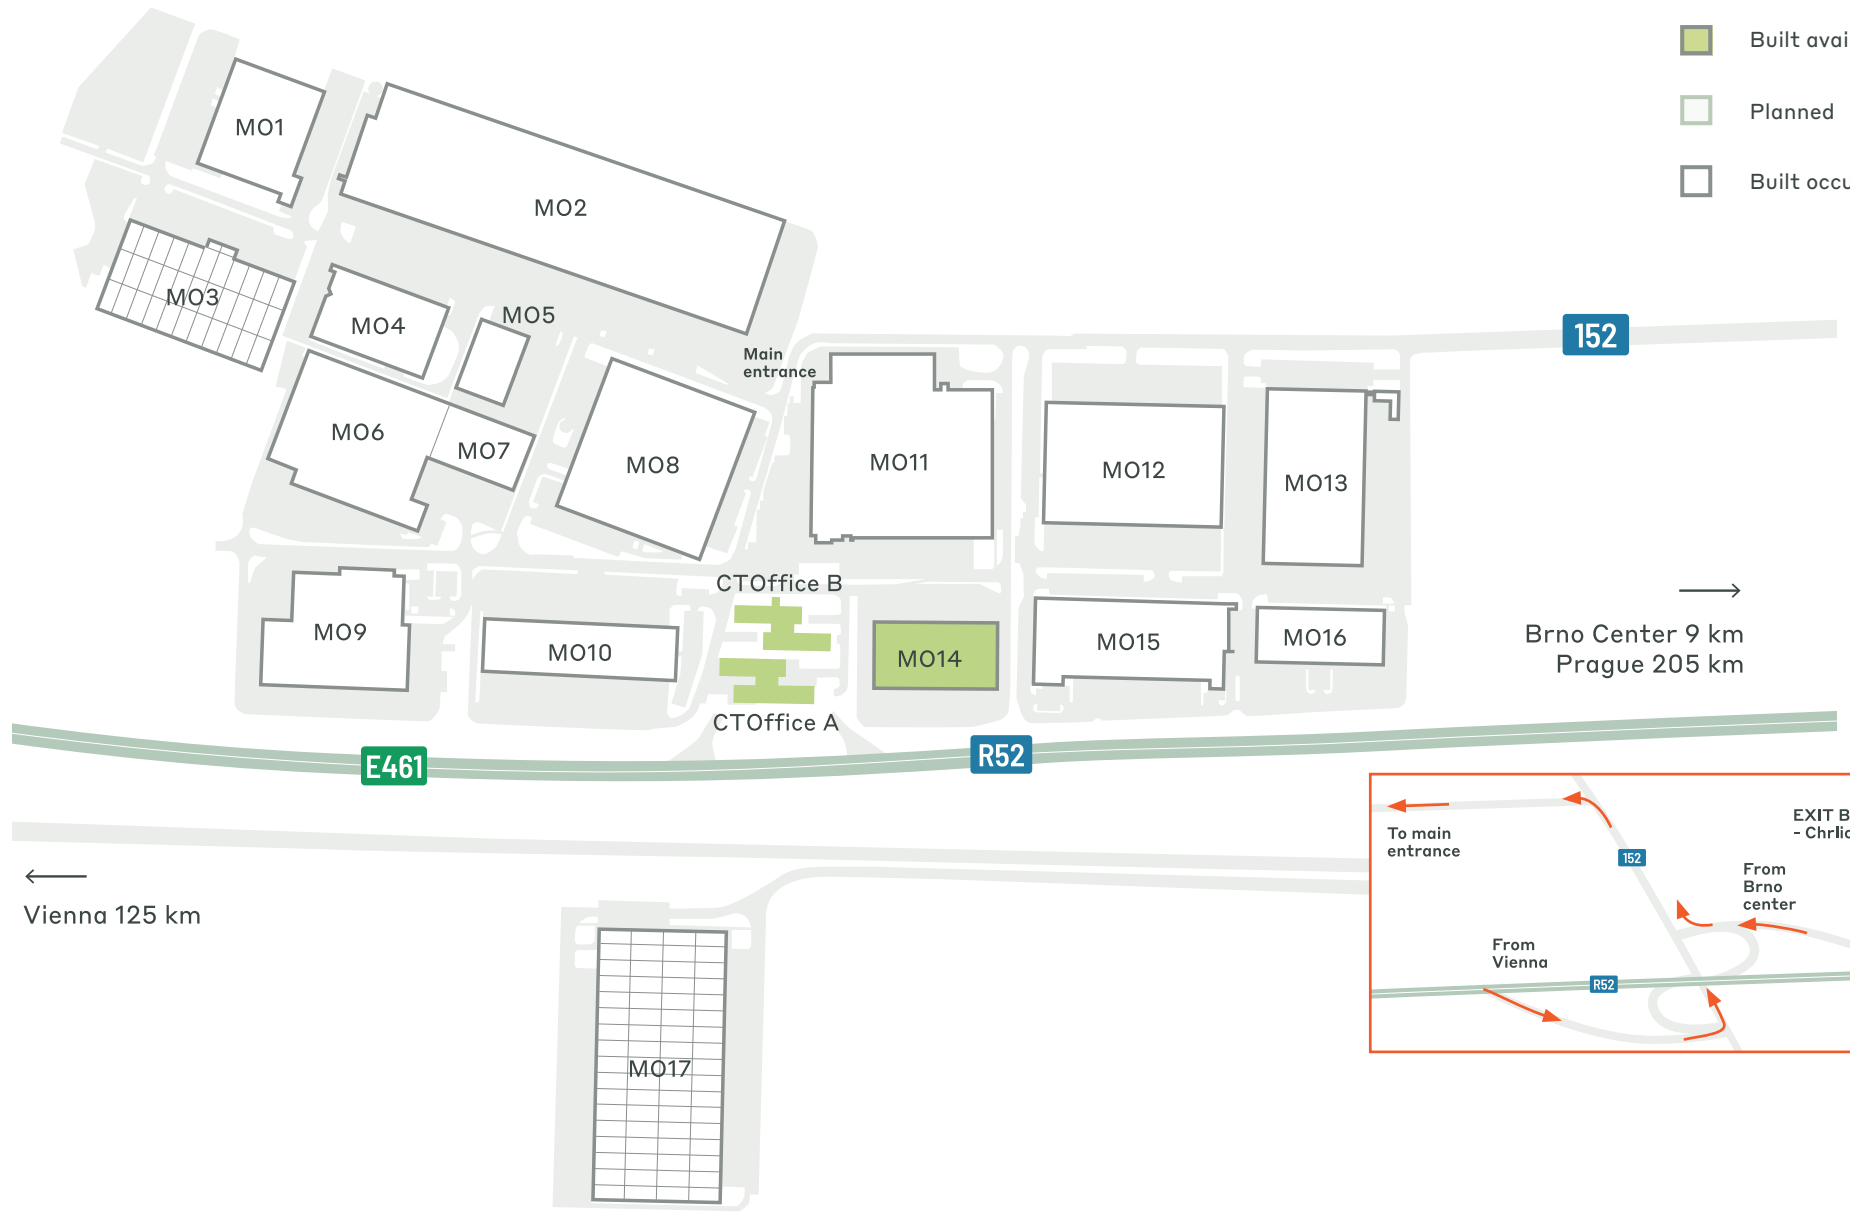 Built
Planned
Built
MO1
MO2
MO3
MO4
MO5
152
Main
entrance
MO6
MO7
MO8
MO11
MO12
MO13
CTOffice B
MO9
MO10
MO14
MO15
MO16
Brno Center 9 km
Prague 205 km
CTOffice A
E461
R52
To main
entrance
EXIT
152
From
Brno
center
From
Vienna
R52
Vienna 125 km
MO17